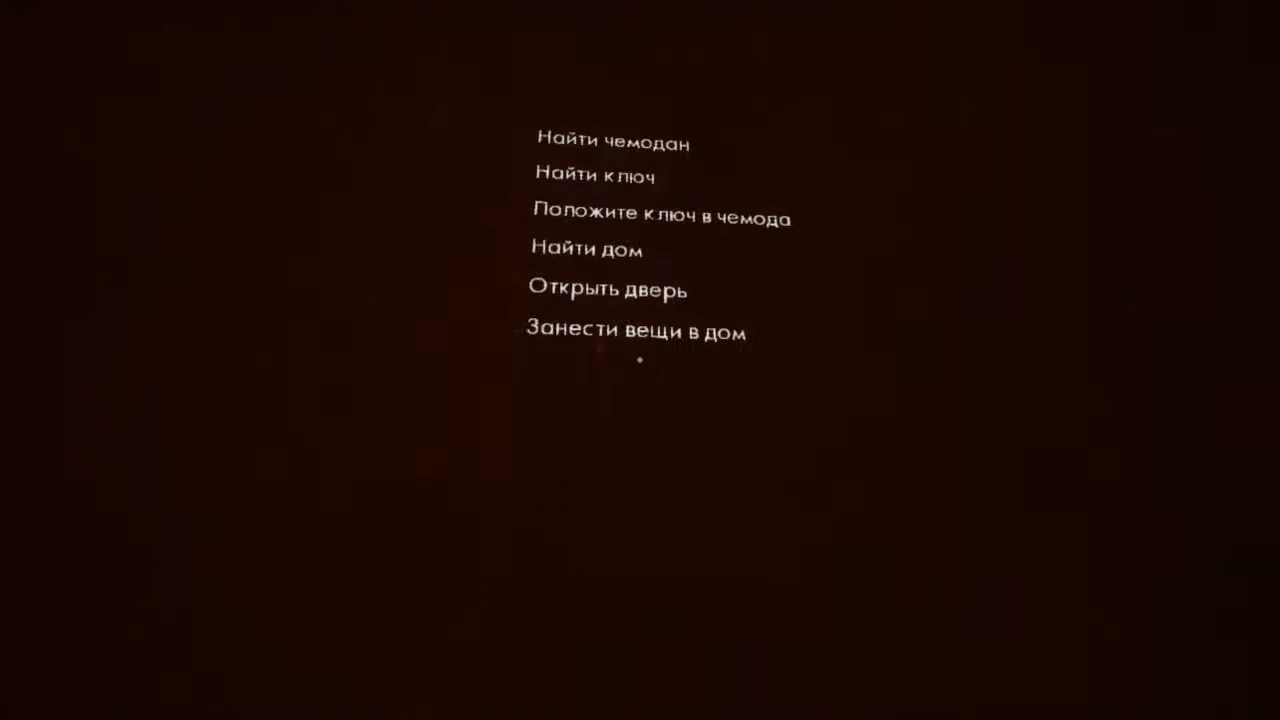 Найти чемодан
Найти ключ
Положите ключ в чемода
Найти дом
Открыть дверь
Занести вещи в дом